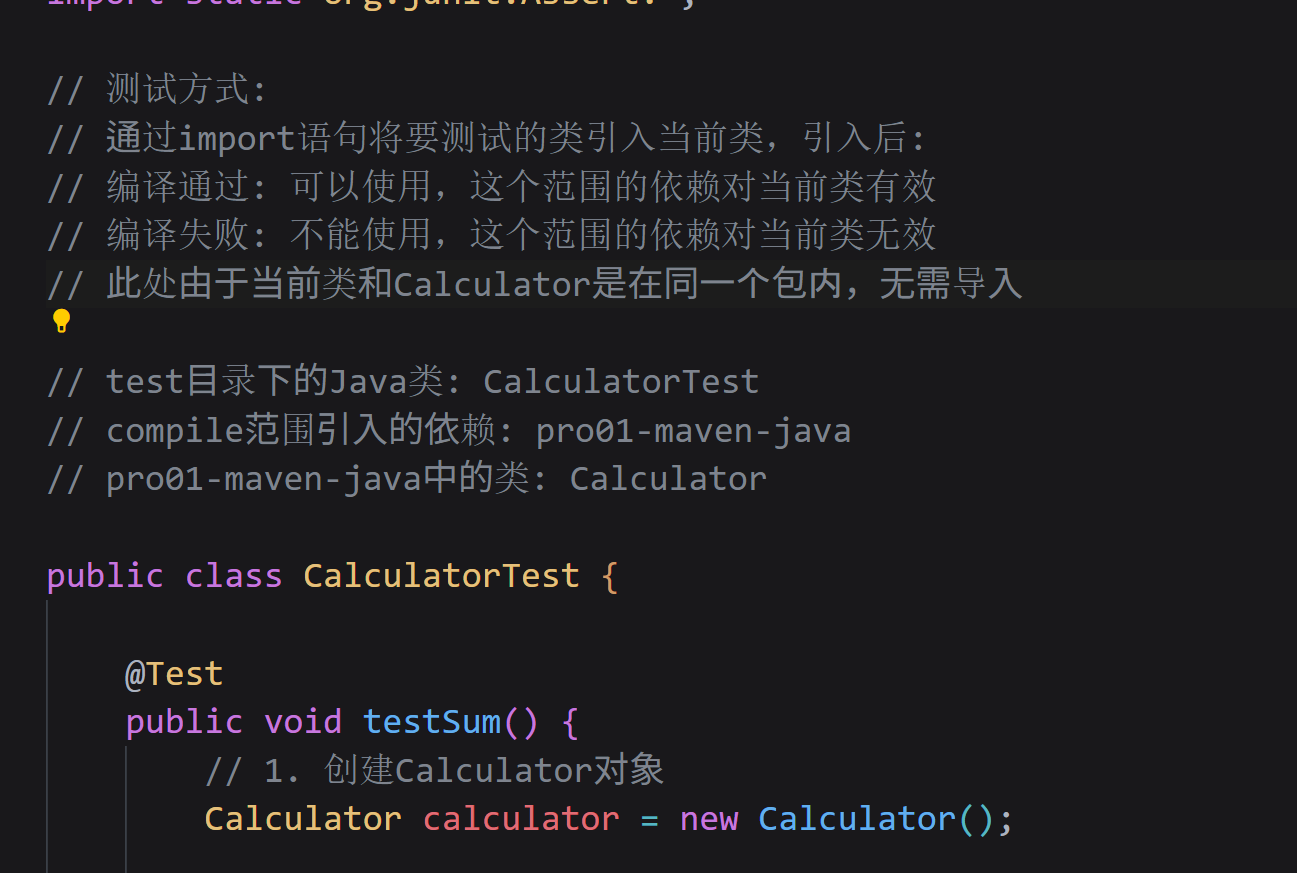 import static org.junit.Assert.*;
// 测试方式:
// 通过import语句将要测试的类引入当前类，引入后:
// 编译通过: 可以使用，这个范围的依赖对当前类有效
// 编译失败: 不能使用，这个范围的依赖对当前类无效
// 此处由于当前类和Calculator是在同一个包内，无需导入
// test目录下的Java类: CalculatorTest
// compile范围引入的依赖: pro01-maven-java
// pro01-maven-java中的类: Calculator
public class CalculatorTest {
@Test
public void testSum() {
// 1. 创建Calculator对象
Calculator calculator = new Calculator();